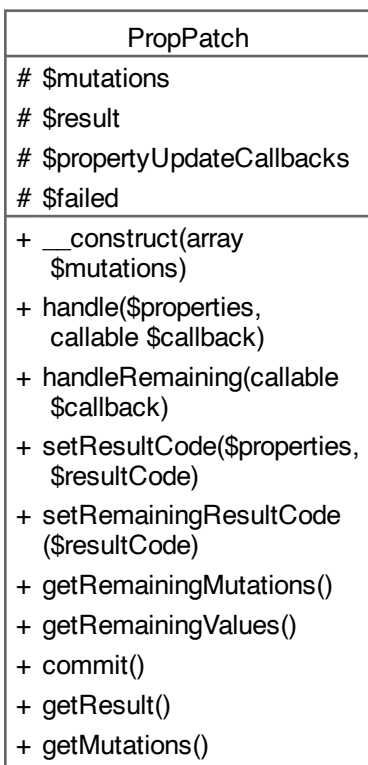 PropPatch
# $mutations
# $result
# $propertyUpdateCallbacks
# $failed
+ __construct(array
$mutations)
+ handle($properties,
callable $callback)
+ handleRemaining(callable
$callback)
+ setResultCode($properties,
$resultCode)
+ setRemainingResultCode
($resultCode)
+ getRemainingMutations()
+ getRemainingValues()
+ commit()
+ getResult()
+ getMutations()